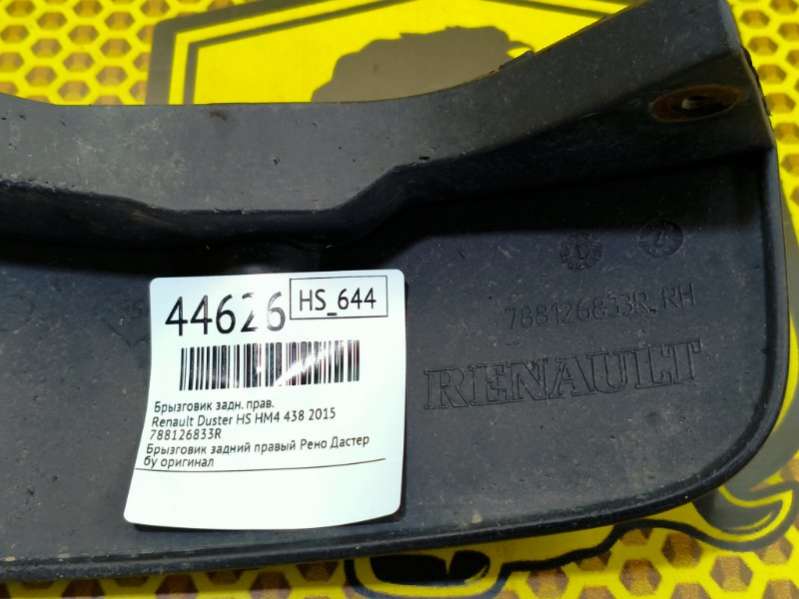 44626
HS_644
Брызговик задн. прав.
Renault Duster HS HM4 438 2015
788126833R
Брызговик задний правый Рено Дастер
бу оригинал
788126833R RH
RENAULT